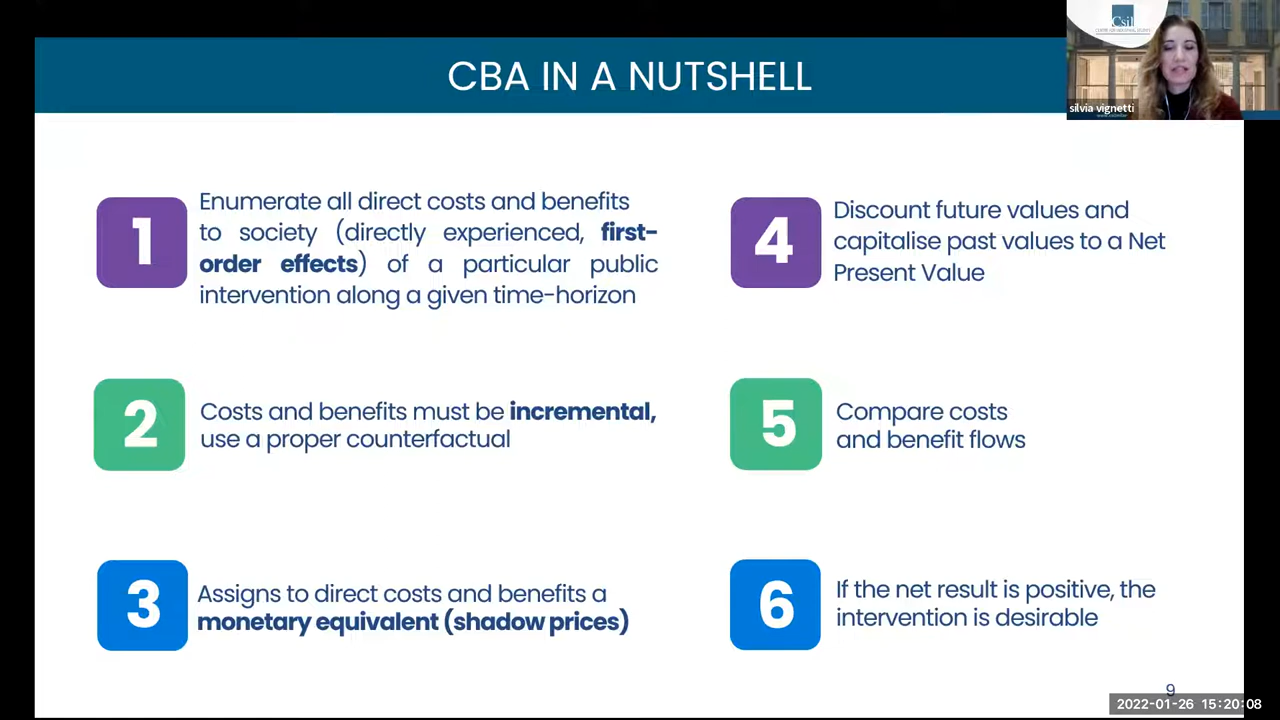 CBA IN A NUTSHELL
Csil
silvia vignetti
1
Enumerate all direct costs and benefits
to society (directly experienced, first-
order effects) of a particular public
intervention along a given time-horizon
2
Costs and benefits must be incremental,
use a proper counterfactual
3
Assigns to direct costs and benefits a
monetary equivalent (shadow prices)
4
Discount future values and
capitalise past values to a Net
Present Value
5
Compare costs
and benefit flows
6
If the net result is positive, the
intervention is desirable
9
2022-01-26 15:20:08